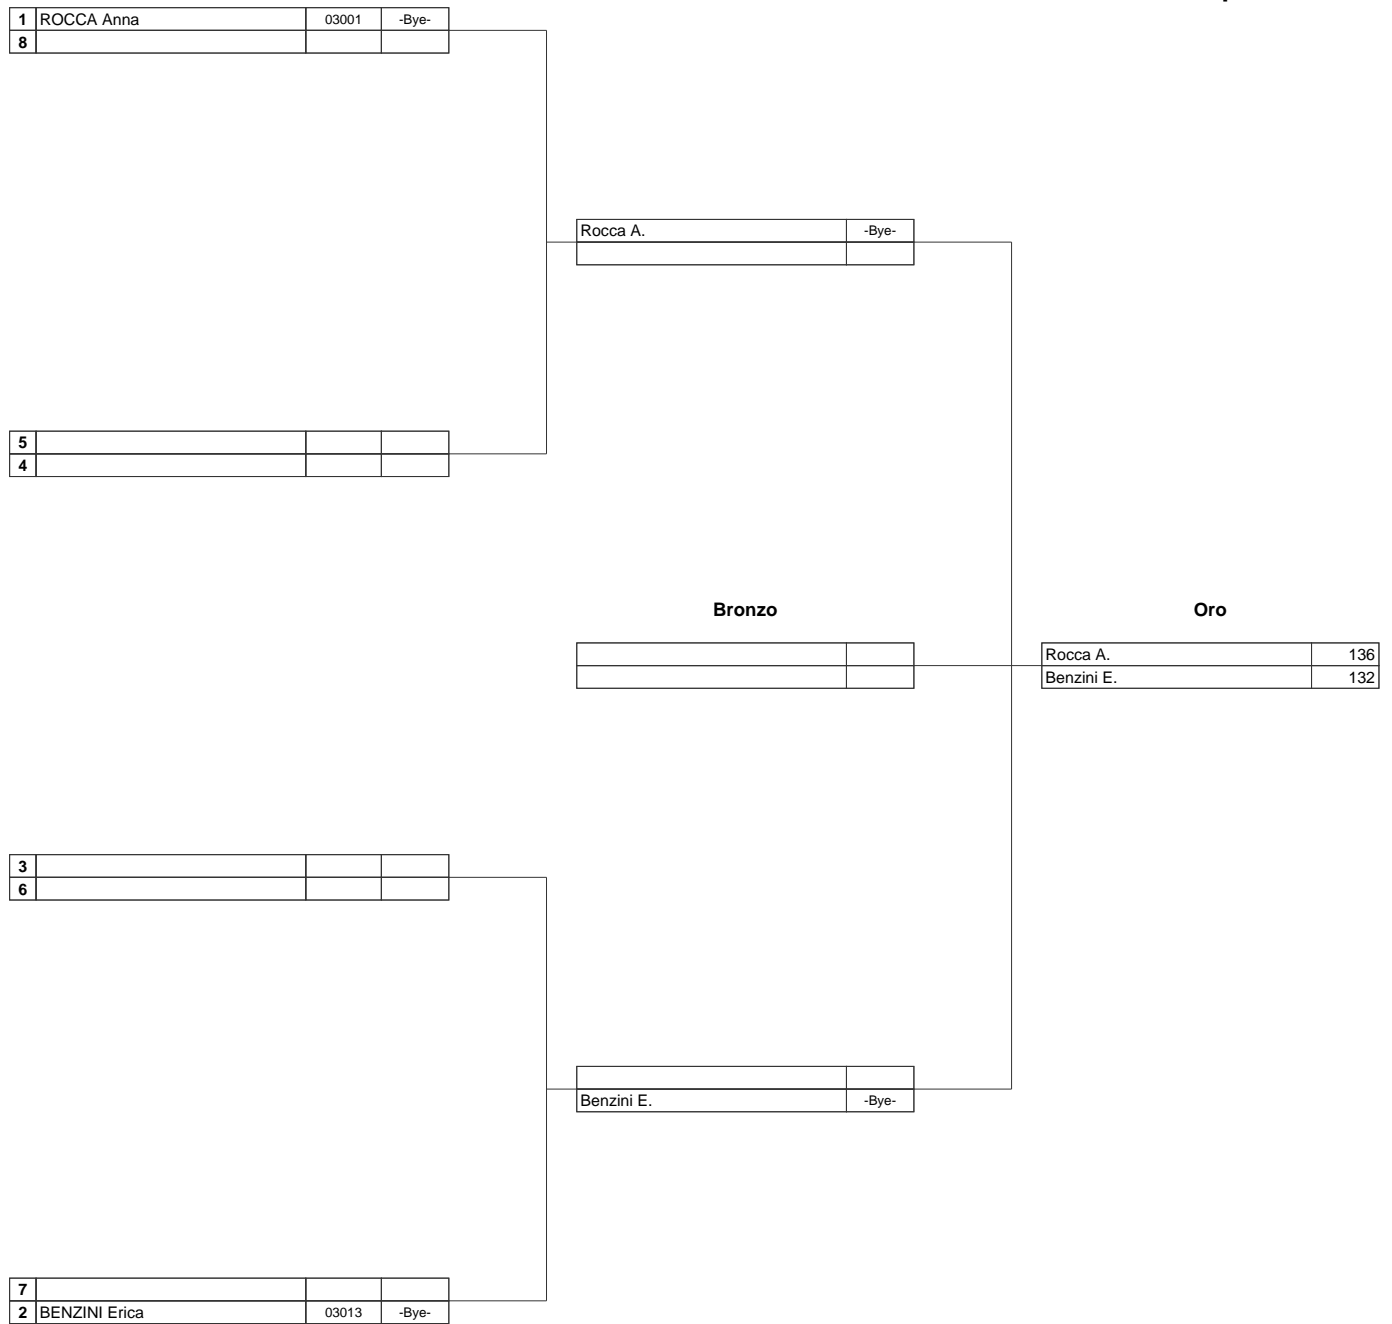 1 ROCCA Anna 03001 -Bye-
8
Rocca A. -Bye-
5
4
Bronzo
Oro
Rocca A. 136
Benzini E. 132
3
6
Benzini E. -Bye-
7
2 BENZINI Erica 03013 -Bye-